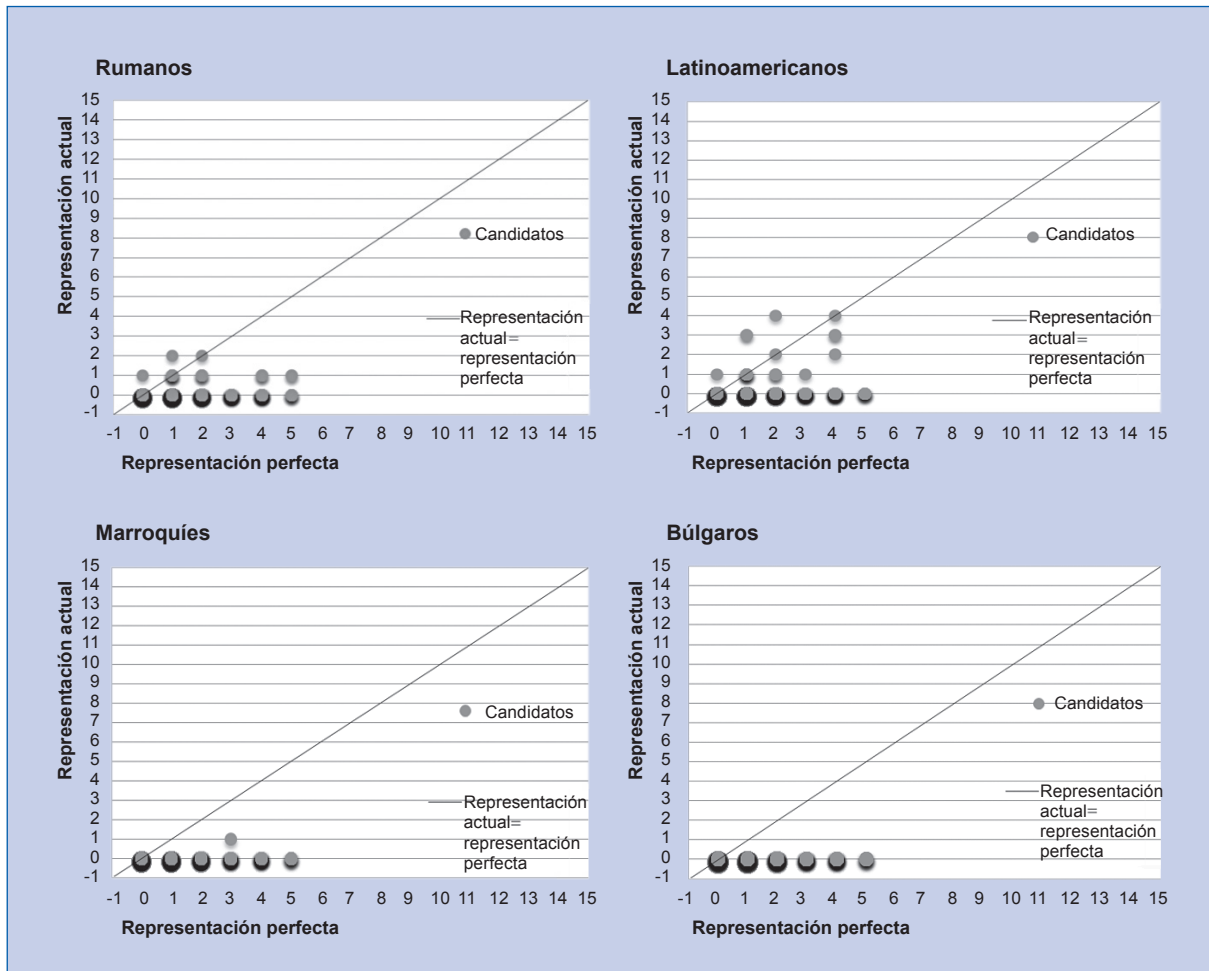 Rumanos
Representación actual
15
14
13
12
11
10
9
8
7
6
5
4
3
2
1
0
-1
Candidatos
Representación
actual=
representación
perfecta
-1 0 1 2 3 4 5 6 7 8 9 10 11 12 13 14 15
Representación perfecta
Latinoamericanos
Representación actual
15
14
13
12
11
10
9
8
7
6
5
4
3
2
1
0
-1
Candidatos
Representación
actual=
representación
perfecta
-1 0 1 2 3 4 5 6 7 8 9 10 11 12 13 14 15
Representación perfecta
Marroquíes
Representación actual
15
14
13
12
11
10
9
8
7
6
5
4
3
2
1
0
-1
Candidatos
Representación
actual=
representación
perfecta
-1 0 1 2 3 4 5 6 7 8 9 10 11 12 13 14 15
Representación perfecta
Búlgaros
Representación actual
15
14
13
12
11
10
9
8
7
6
5
4
3
2
1
0
-1
Candidatos
Representación
actual=
representación
perfecta
-1 0 1 2 3 4 5 6 7 8 9 10 11 12 13 14 15
Representación perfecta